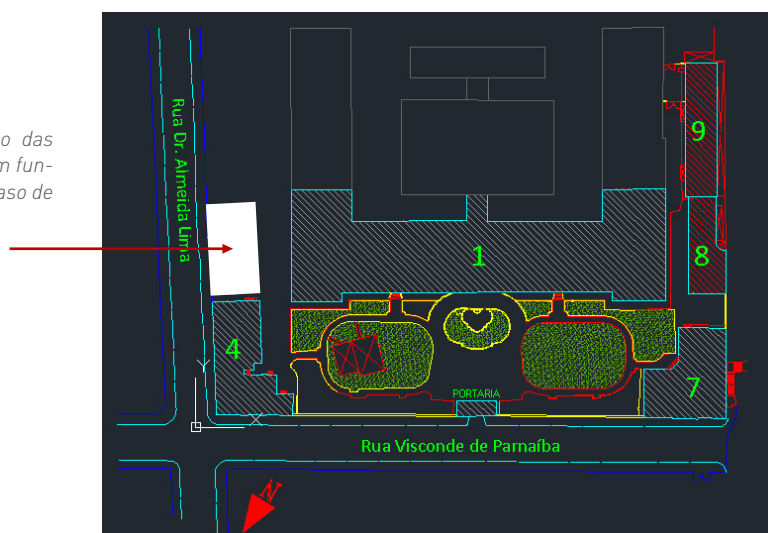 o das
m fun-
aso de
Rua Dr. Almeida Lima
9
1
8
4
7
PORTARIA
Y
X
Rua Visconde de Parnaíba
N